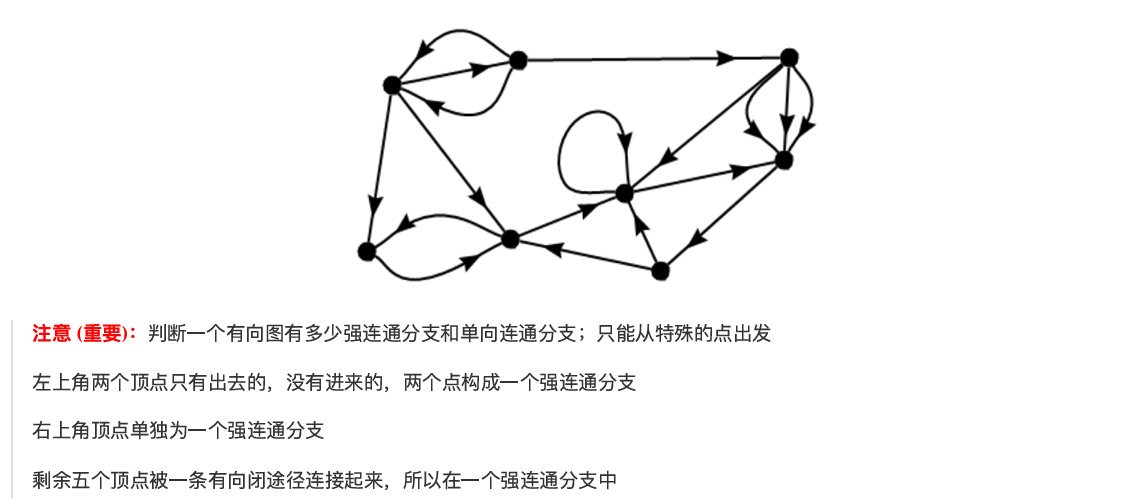 注意 (重要)：判断一个有向图有多少强连通分支和单向连通分支；只能从特殊的点出发
左上角两个顶点只有出去的，没有进来的，两个点构成一个强连通分支
右上角顶点单独为一个强连通分支
剩余五个顶点被一条有向闭途径连接起来，所以在一个强连通分支中